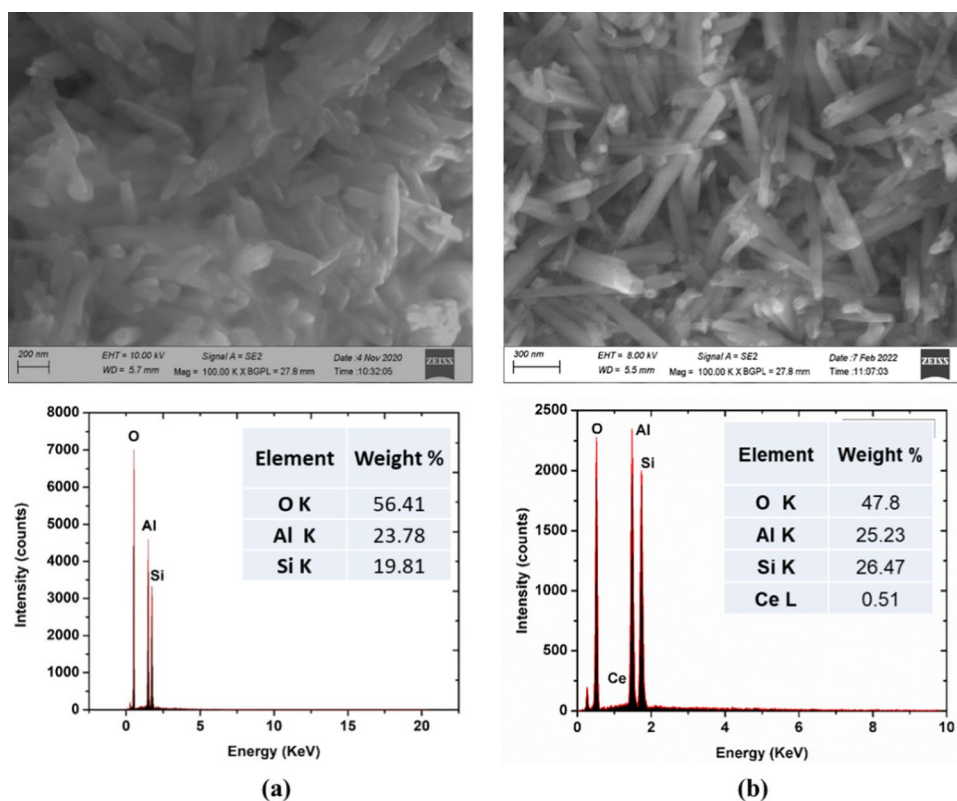 200 nm EHT = 10.00 kV Signal A = SE2 Date :4 Nov 2020 ZEISS
WD = 5.7 mm Mag = 100.00 K X BGPL = 27.8 mm Time :10:32:05
300 nm EHT = 8.00 kV Signal A = SE2 Date :7 Feb 2022 ZEISS
WD = 5.5 mm Mag = 100.00 K X BGPL = 27.8 mm Time :11:07:03
Intensity (counts)
8000
7000
6000
5000
4000
3000
2000
1000
0
O
Al
Si
Element Weight %
O K 56.41
Al K 23.78
Si K 19.81
0 5 10 15 20
Energy (KeV)
(a)
Intensity (counts)
2500
2000
1500
1000
500
0
O
Al
Si
Ce
Element Weight %
O K 47.8
Al K 25.23
Si K 26.47
Ce L 0.51
0 2 4 6 8 10
Energy (KeV)
(b)